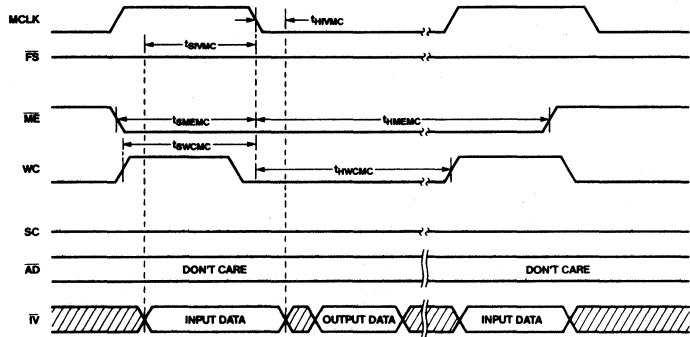 MCLK
tHIVMC
tSIVMC
FS
ME
tSMEMC
tHMEMC
tSWCMC
WC
tHWCMC
SC
AD
DON'T CARE
DON'T CARE
IV
INPUT DATA
OUTPUT DATA
INPUT DATA